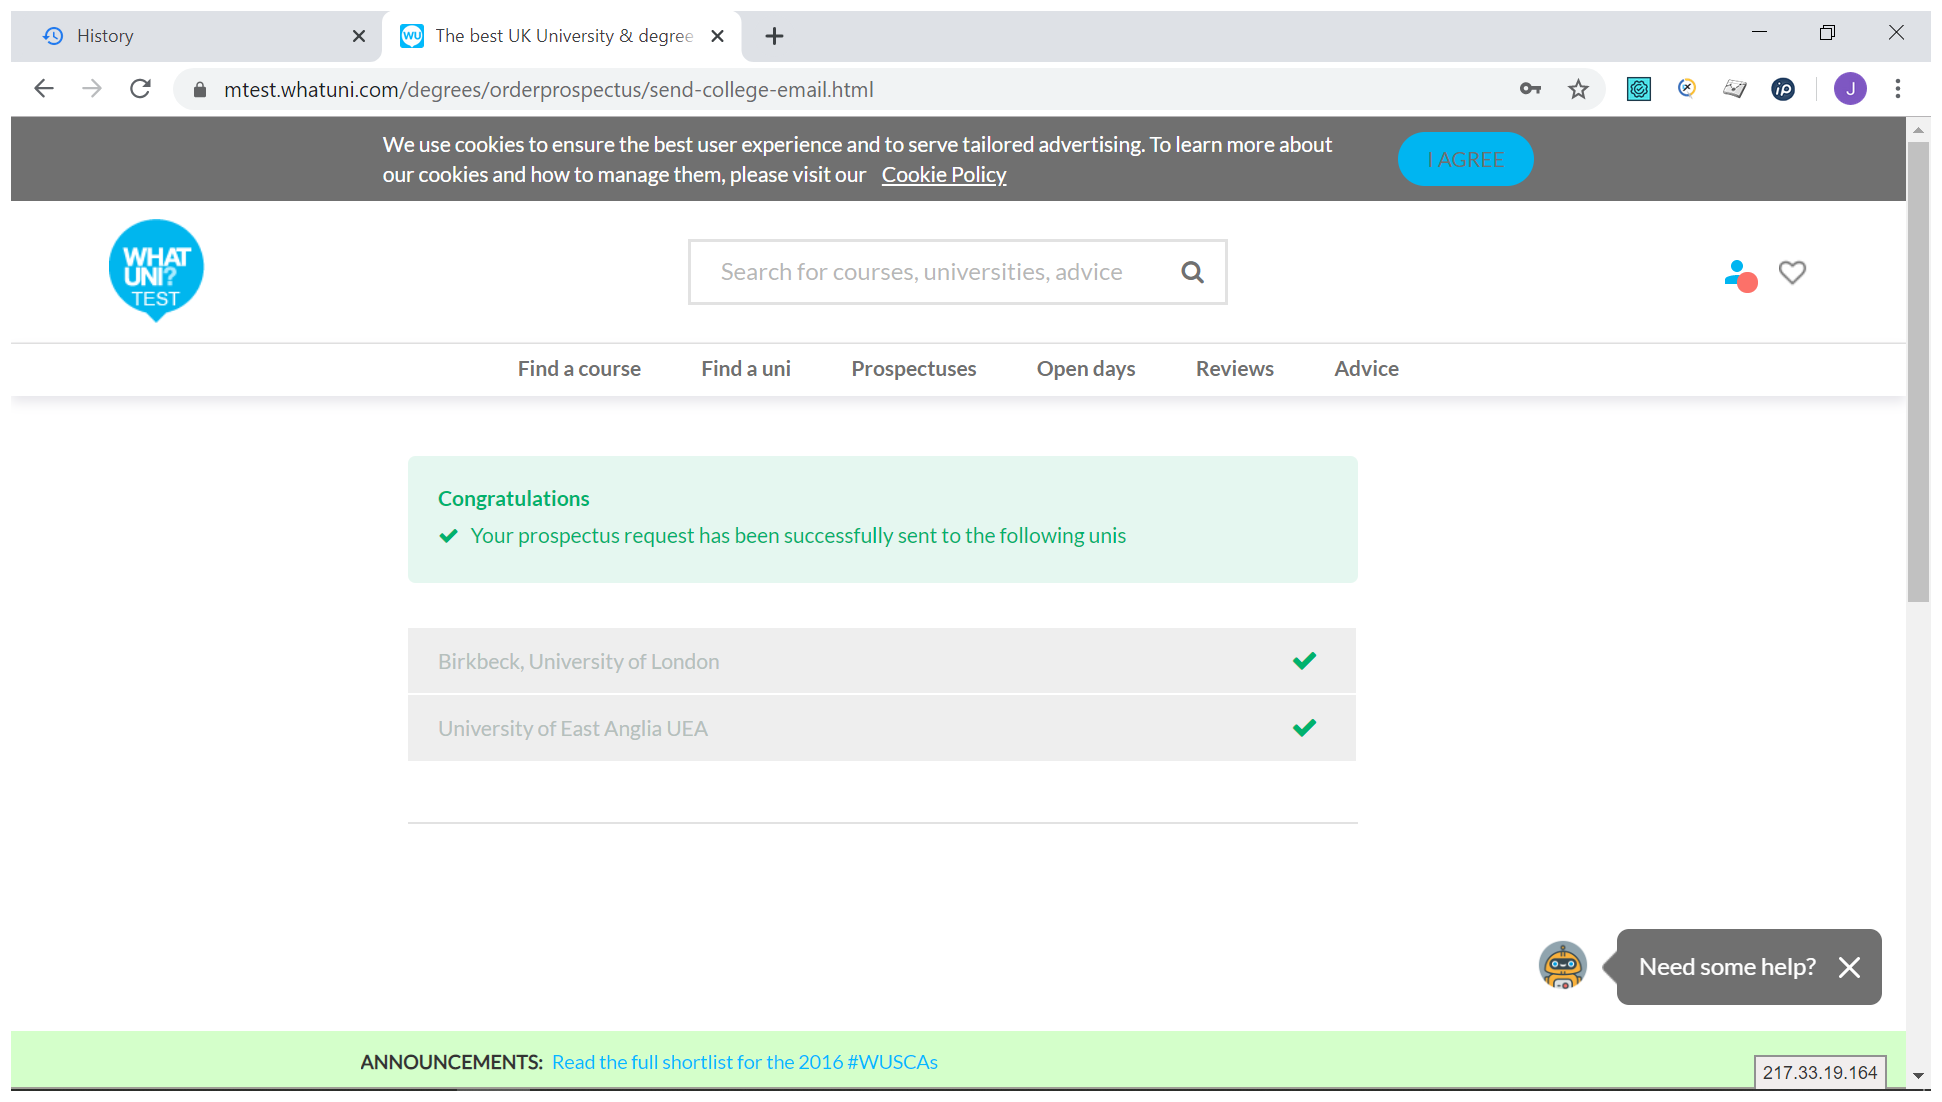 History
The best UK University & degree
mtest.whatuni.com/degrees/orderprospectus/send-college-email.html
iP
J
We use cookies to ensure the best user experience and to serve tailored advertising. To learn more about
our cookies and how to manage them, please visit our Cookie Policy
I AGREE
WHAT
UNI?
TEST
Search for courses, universities, advice
Find a course
Find a uni
Prospectuses
Open days
Reviews
Advice
Congratulations
Your prospectus request has been successfully sent to the following unis
Birkbeck, University of London
University of East Anglia UEA
Need some help?
ANNOUNCEMENTS: Read the full shortlist for the 2016 #WUSCAs
217.33.19.164